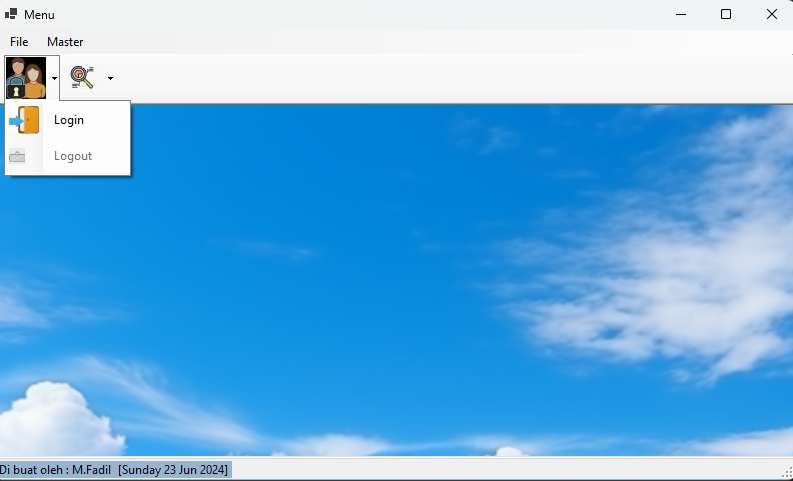 Menu
File Master
Login
Logout
Di buat oleh : M.Fadil [Sunday 23 Jun 2024]